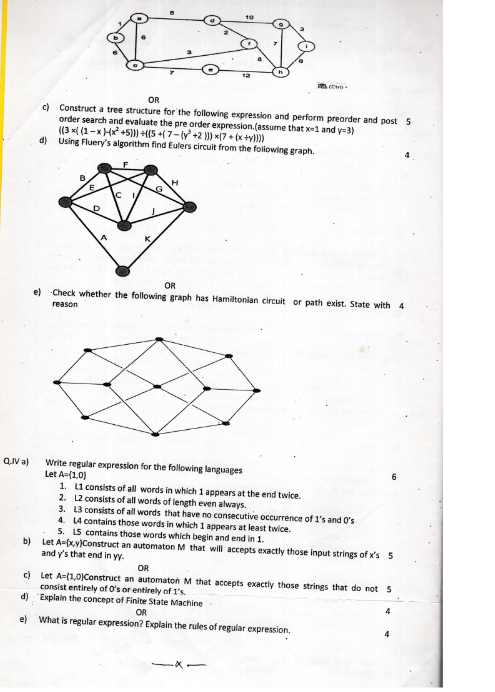 5
10
1
a
d
g
3
b
6
2
r
7
i
3
8
8
6
c
7
e
12
h
OR
c) Construct a tree structure for the following expression and perform preorder and post 5
order search and evaluate the pre order expression.(assume that x=1 and y=3)
((3 ×( (1 – x )-(x² +5))) ÷((5 +( 7 – (y³ +2 ))) ×(7 + (x ÷y))))
d) Using Fluery's algorithm find Eulers circuit from the following graph. 4
F
B
E
H
C
I
G
D
J
A
K
OR
e) Check whether the following graph has Hamiltonian circuit or path exist. State with 4
reason
Q.IV a) Write regular expression for the following languages 6
Let A={1,0}
1. L1 consists of all words in which 1 appears at the end twice.
2. L2 consists of all words of length even always.
3. L3 consists of all words that have no consecutive occurrence of 1's and 0's
4. L4 contains those words in which 1 appears at least twice.
5. L5 contains those words which begin and end in 1.
b) Let A={x,y}Construct an automaton M that will accepts exactly those input strings of x's 5
and y's that end in yy.
OR
c) Let A={1,0}Construct an automaton M that accepts exactly those strings that do not 5
consist entirely of 0's or entirely of 1's.
d) Explain the concept of Finite State Machine 4
OR
e) What is regular expression? Explain the rules of regular expression. 4
—x—